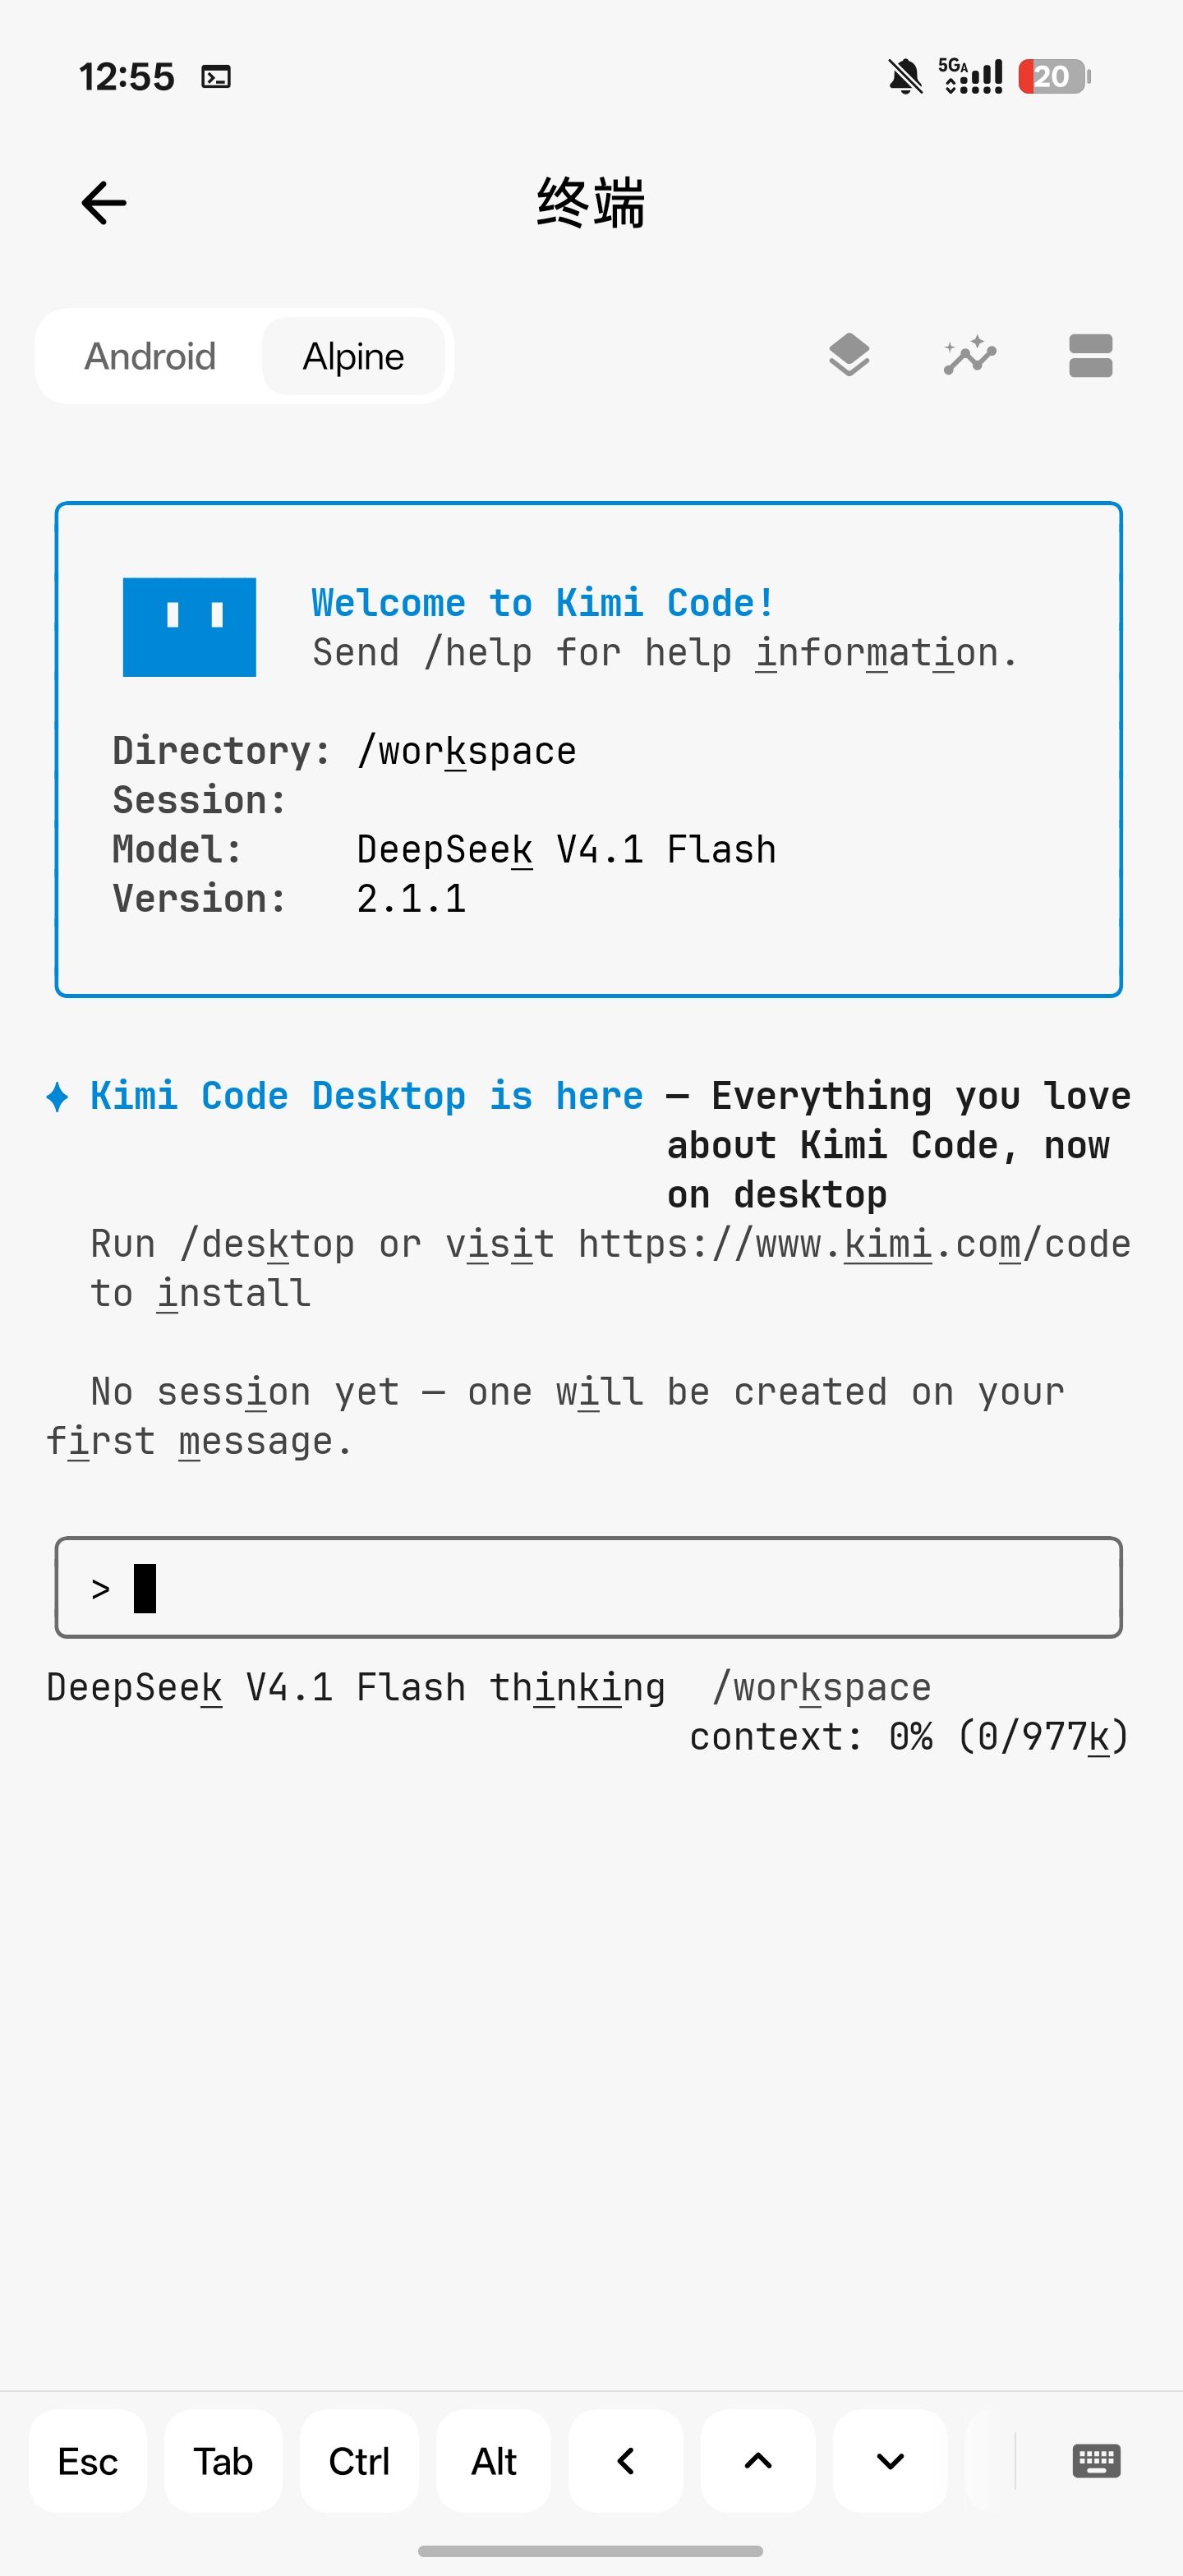 12:55
5GA
20
终端
Android
Alpine
Welcome to Kimi Code!
Send /help for help information.
Directory: /workspace
Session:
Model: DeepSeek V4.1 Flash
Version: 2.1.1
Kimi Code Desktop is here — Everything you love
about Kimi Code, now
on desktop
Run /desktop or visit https://www.kimi.com/code
to install
No session yet — one will be created on your
first message.
>
DeepSeek V4.1 Flash thinking /workspace
context: 0% (0/977k)
Esc
Tab
Ctrl
Alt